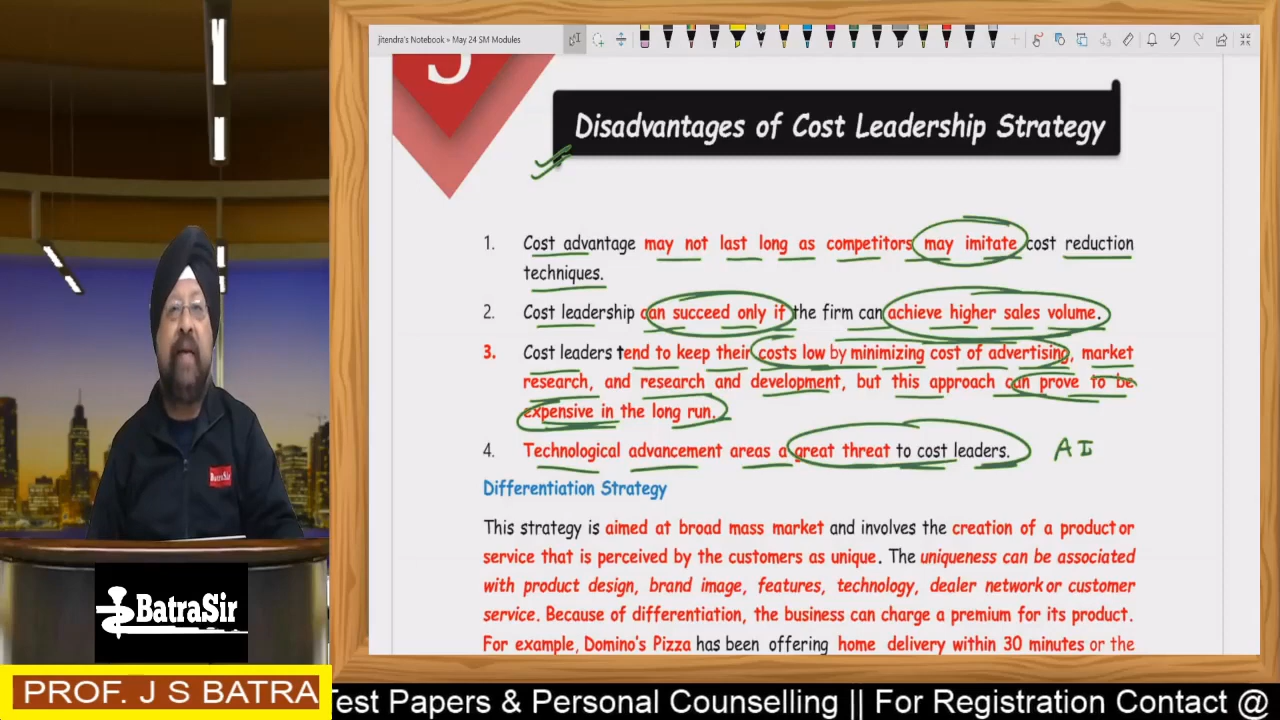 jitendra's Notebook » May 24 SM Modules
Disadvantages of Cost Leadership Strategy
1. Cost advantage may not last long as competitors may imitate cost reduction
techniques.
2. Cost leadership can succeed only if the firm can achieve higher sales volume.
3. Cost leaders tend to keep their costs low by minimizing cost of advertising, market
research, and research and development, but this approach can prove to be
expensive in the long run.
4. Technological advancement areas a great threat to cost leaders. AI
Differentiation Strategy
This strategy is aimed at broad mass market and involves the creation of a product or
service that is perceived by the customers as unique. The uniqueness can be associated
with product design, brand image, features, technology, dealer network or customer
service. Because of differentiation, the business can charge a premium for its product.
For example, Domino's Pizza has been offering home delivery within 30 minutes or the
BatraSir
BatraSir
PROF. J S BATRA
Test Papers & Personal Counselling || For Registration Contact @